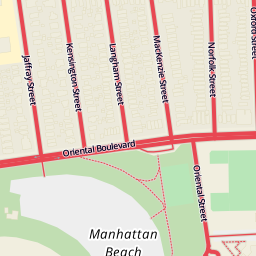 Jaffray Street
Kensington Street
Langham Street
MacKenzie Street
Norfolk Street
Oxford Street
Oriental Boulevard
Oriental Street
Manhattan
Beach